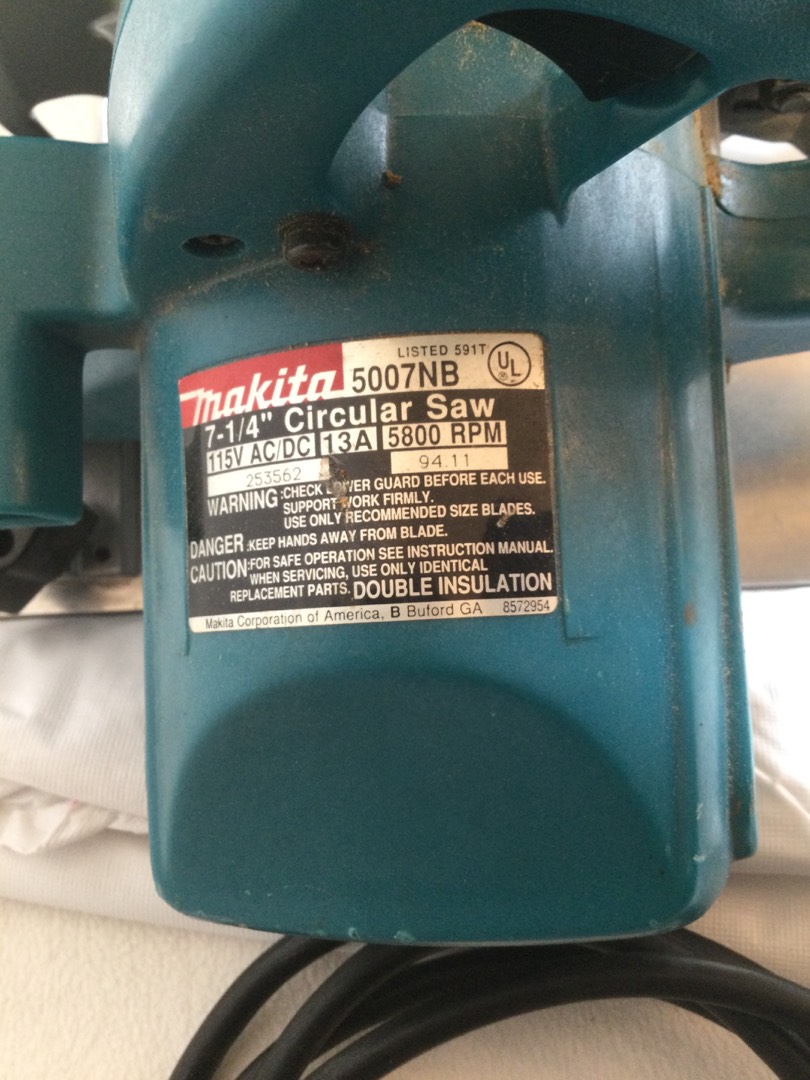 LISTED 591T UL
makita 5007NB
7-1/4" Circular Saw
115V AC/DC 13A 5800 RPM
253562 94.11
WARNING :CHECK LOWER GUARD BEFORE EACH USE.
SUPPORT WORK FIRMLY.
USE ONLY RECOMMENDED SIZE BLADES.
DANGER :KEEP HANDS AWAY FROM BLADE.
CAUTION:FOR SAFE OPERATION SEE INSTRUCTION MANUAL.
WHEN SERVICING, USE ONLY IDENTICAL
REPLACEMENT PARTS. DOUBLE INSULATION
Makita Corporation of America, B Buford GA 8572954